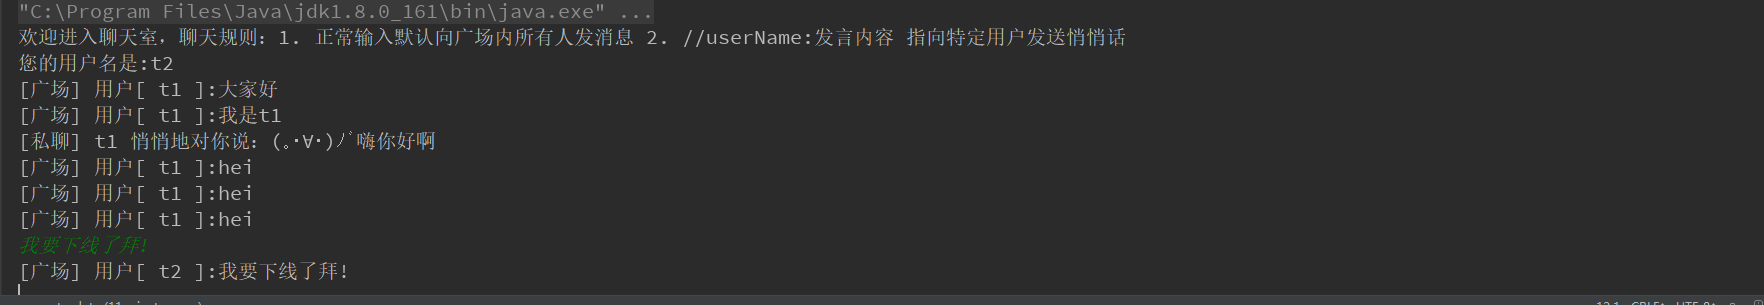 "C:\Program Files\Java\jdk1.8.0_161\bin\java.exe" ...
欢迎进入聊天室，聊天规则：1. 正常输入默认向广场内所有人发消息 2. //userName:发言内容 指向特定用户发送悄悄话
您的用户名是:t2
[广场] 用户[ t1 ]:大家好
[广场] 用户[ t1 ]:我是t1
[私聊] t1 悄悄地对你说：(｡･∀･)ﾉﾞ嗨你好啊
[广场] 用户[ t1 ]:hei
[广场] 用户[ t1 ]:hei
[广场] 用户[ t1 ]:hei
我要下线了拜!
[广场] 用户[ t2 ]:我要下线了拜!